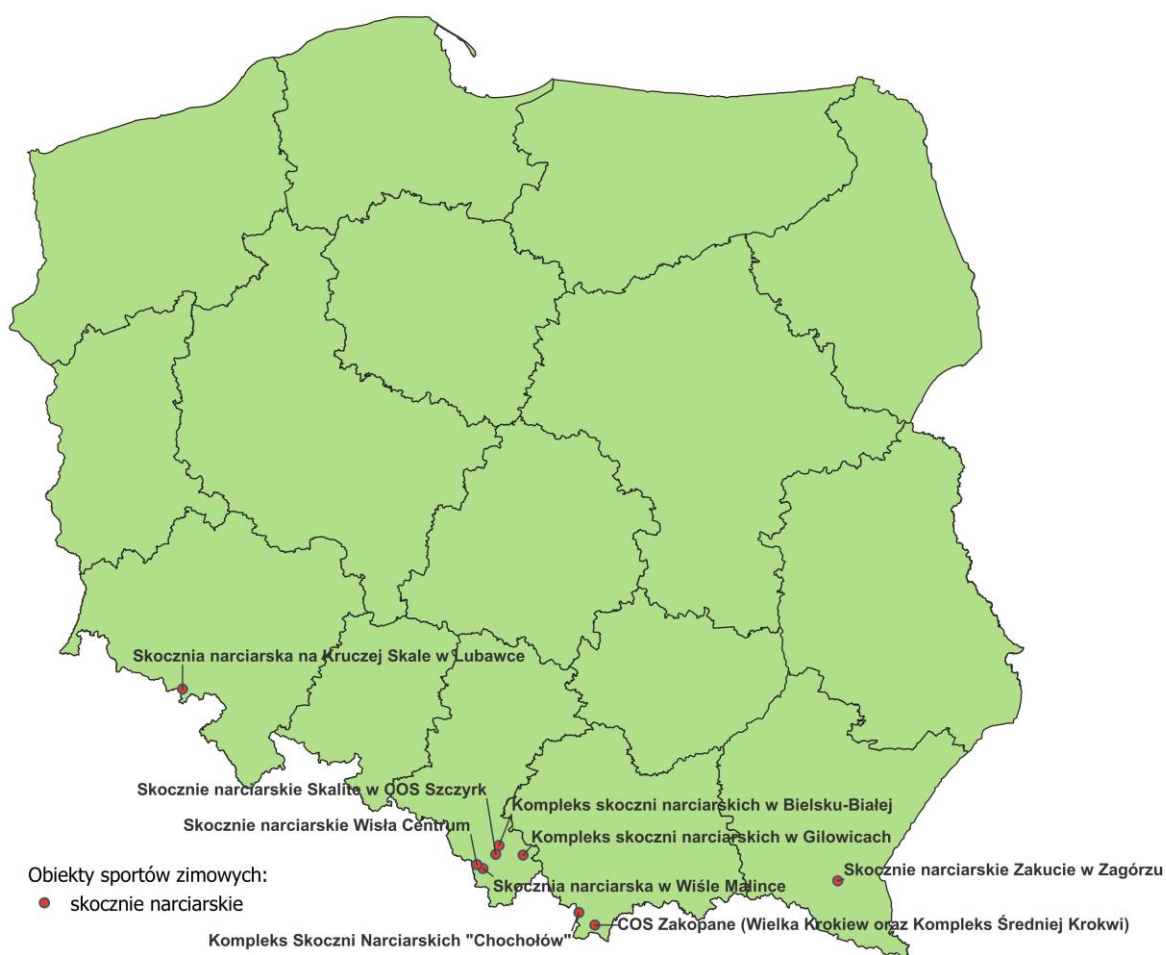 Skocznia narciarska na Kruczej Skale w Lubawce
Skocznie narciarskie Skalite w COS Szczyrk
Kompleks skoczni narciarskich w Bielsku-Białej
Skocznie narciarskie Wisła Centrum
Kompleks skoczni narciarskich w Gilowicach
Skocznie narciarskie Zakucie w Zagórzu
Skocznia narciarska w Wiśle Malince
Obiekty sportów zimowych:
skocznie narciarskie
COS Zakopane (Wielka Krokiew oraz Kompleks Średniej Krokwi)
Kompleks Skoczni Narciarskich "Chochołów"